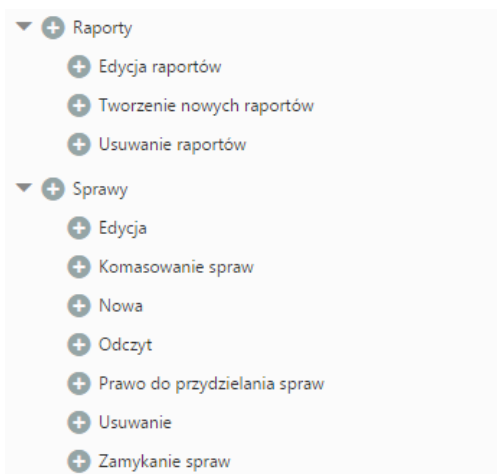 Raporty
Edycja raportów
Tworzenie nowych raportów
Usuwanie raportów
Sprawy
Edycja
Komasowanie spraw
Nowa
Odczyt
Prawo do przydzielania spraw
Usuwanie
Zamykanie spraw